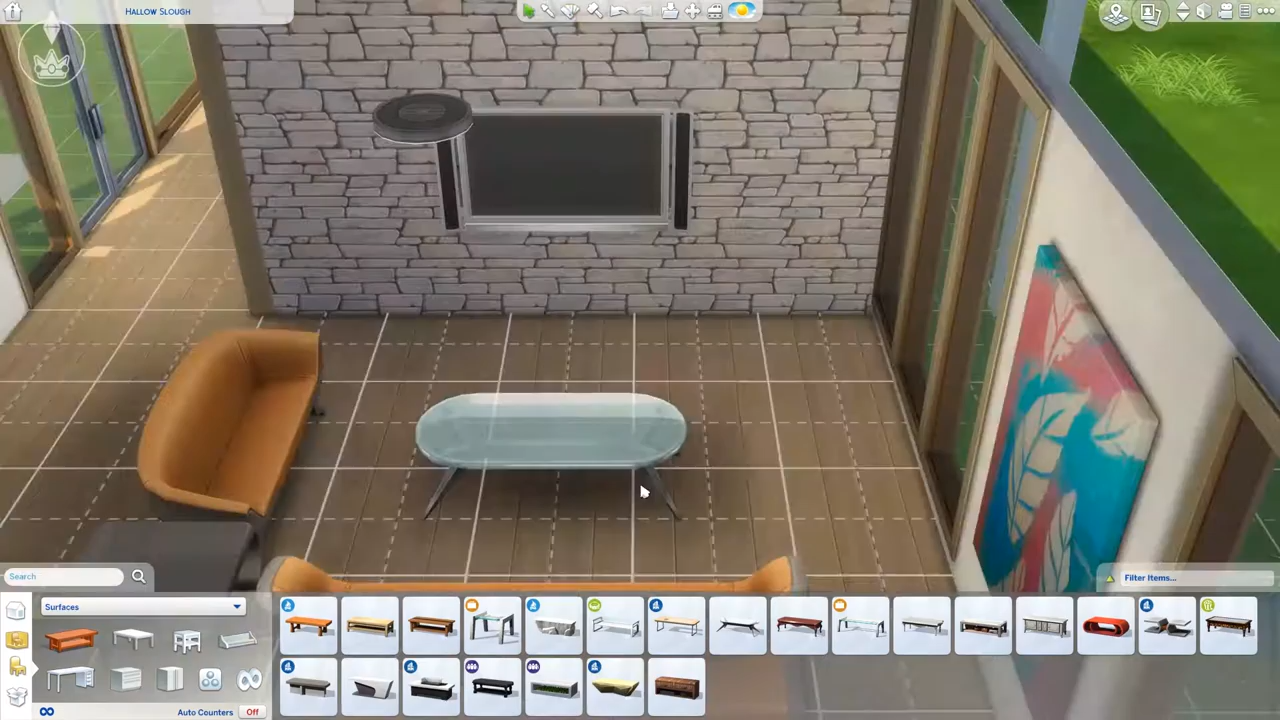 HALLOW SLOUGH
Search
Filter Items...
Surfaces
Auto Counters Off